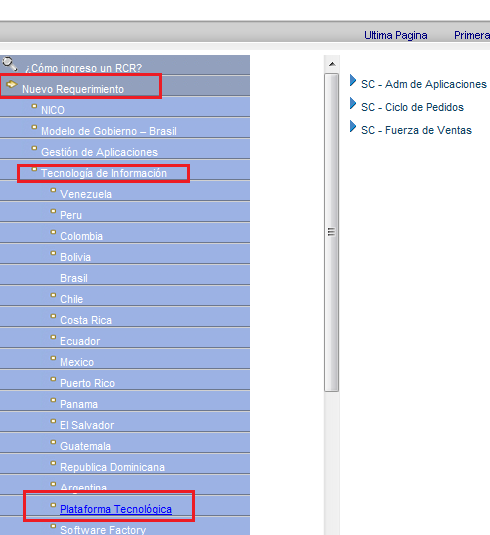 Ultima Pagina Primera
¿Cómo ingreso un RCR?
Nuevo Requerimiento
NICO
Modelo de Gobierno – Brasil
Gestión de Aplicaciones
Tecnología de Información
Venezuela
Peru
Colombia
Bolivia
Brasil
Chile
Costa Rica
Ecuador
Mexico
Puerto Rico
Panama
El Salvador
Guatemala
Republica Dominicana
Argentina
Plataforma Tecnológica
Software Factory
SC - Adm de Aplicaciones
SC - Ciclo de Pedidos
SC - Fuerza de Ventas